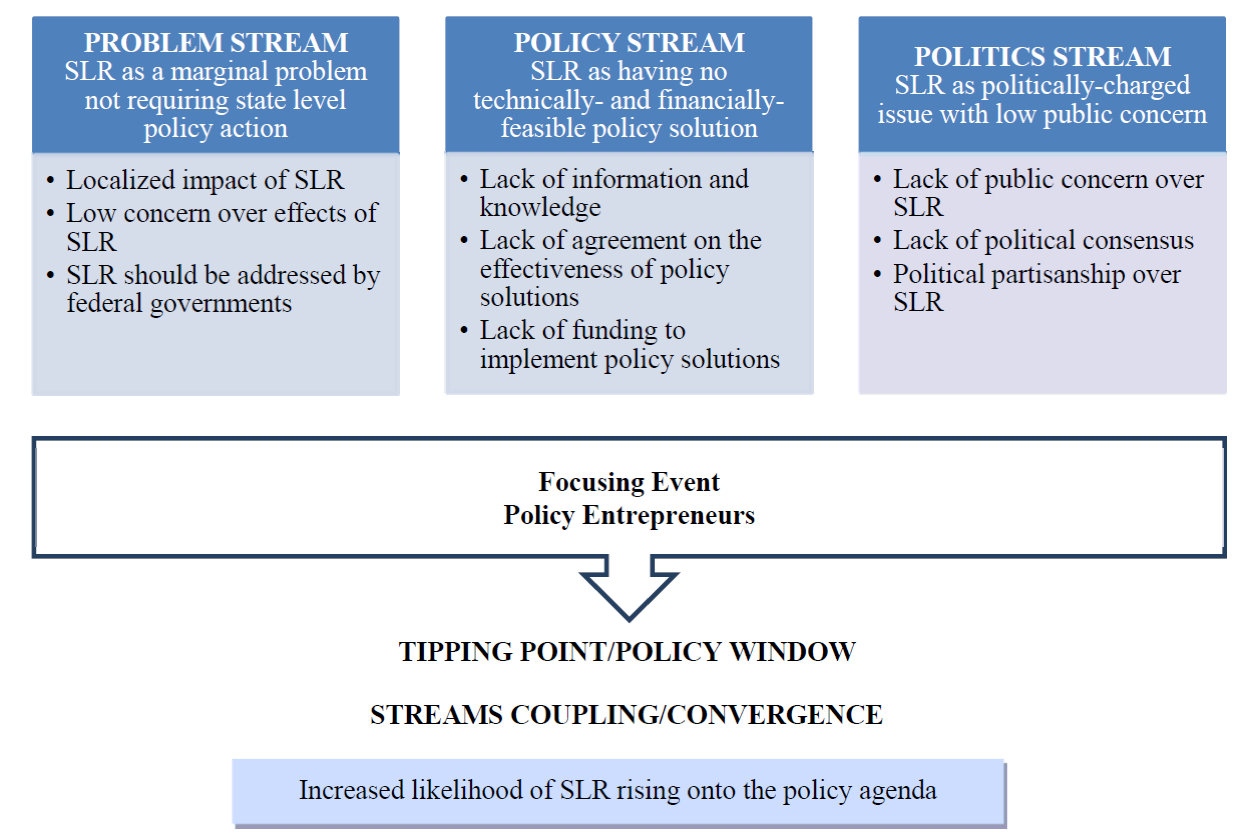 PROBLEM STREAM
SLR as a marginal problem
not requiring state level
policy action
• Localized impact of SLR
• Low concern over effects of
SLR
• SLR should be addressed by
federal governments
POLICY STREAM
SLR as having no
technically- and financially-
feasible policy solution
• Lack of information and
knowledge
• Lack of agreement on the
effectiveness of policy
solutions
• Lack of funding to
implement policy solutions
POLITICS STREAM
SLR as politically-charged
issue with low public concern
• Lack of public concern over
SLR
• Lack of political consensus
• Political partisanship over
SLR
Focusing Event
Policy Entrepreneurs
TIPPING POINT/POLICY WINDOW
STREAMS COUPLING/CONVERGENCE
Increased likelihood of SLR rising onto the policy agenda